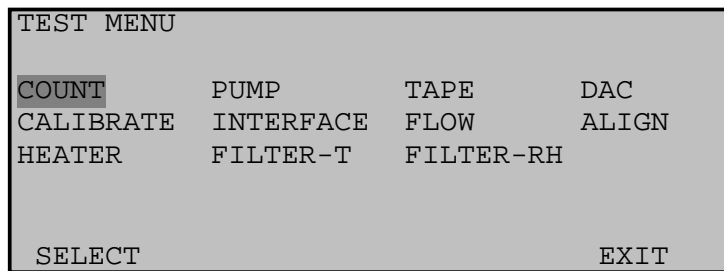 TEST MENU
COUNT PUMP TAPE DAC
CALIBRATE INTERFACE FLOW ALIGN
HEATER FILTER-T FILTER-RH
SELECT EXIT